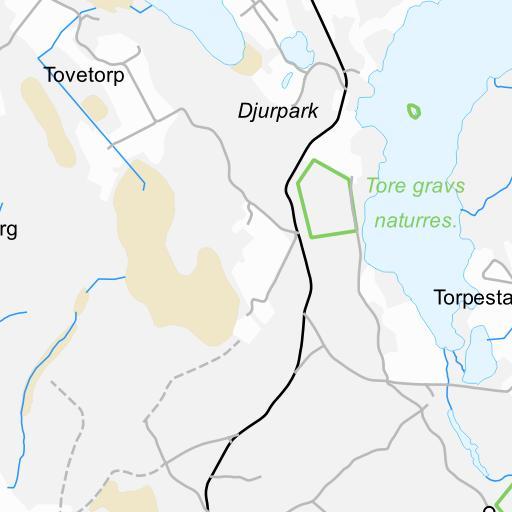 Tovetorp
Djurpark
Tore gravs
naturres.
rg
Torpesta